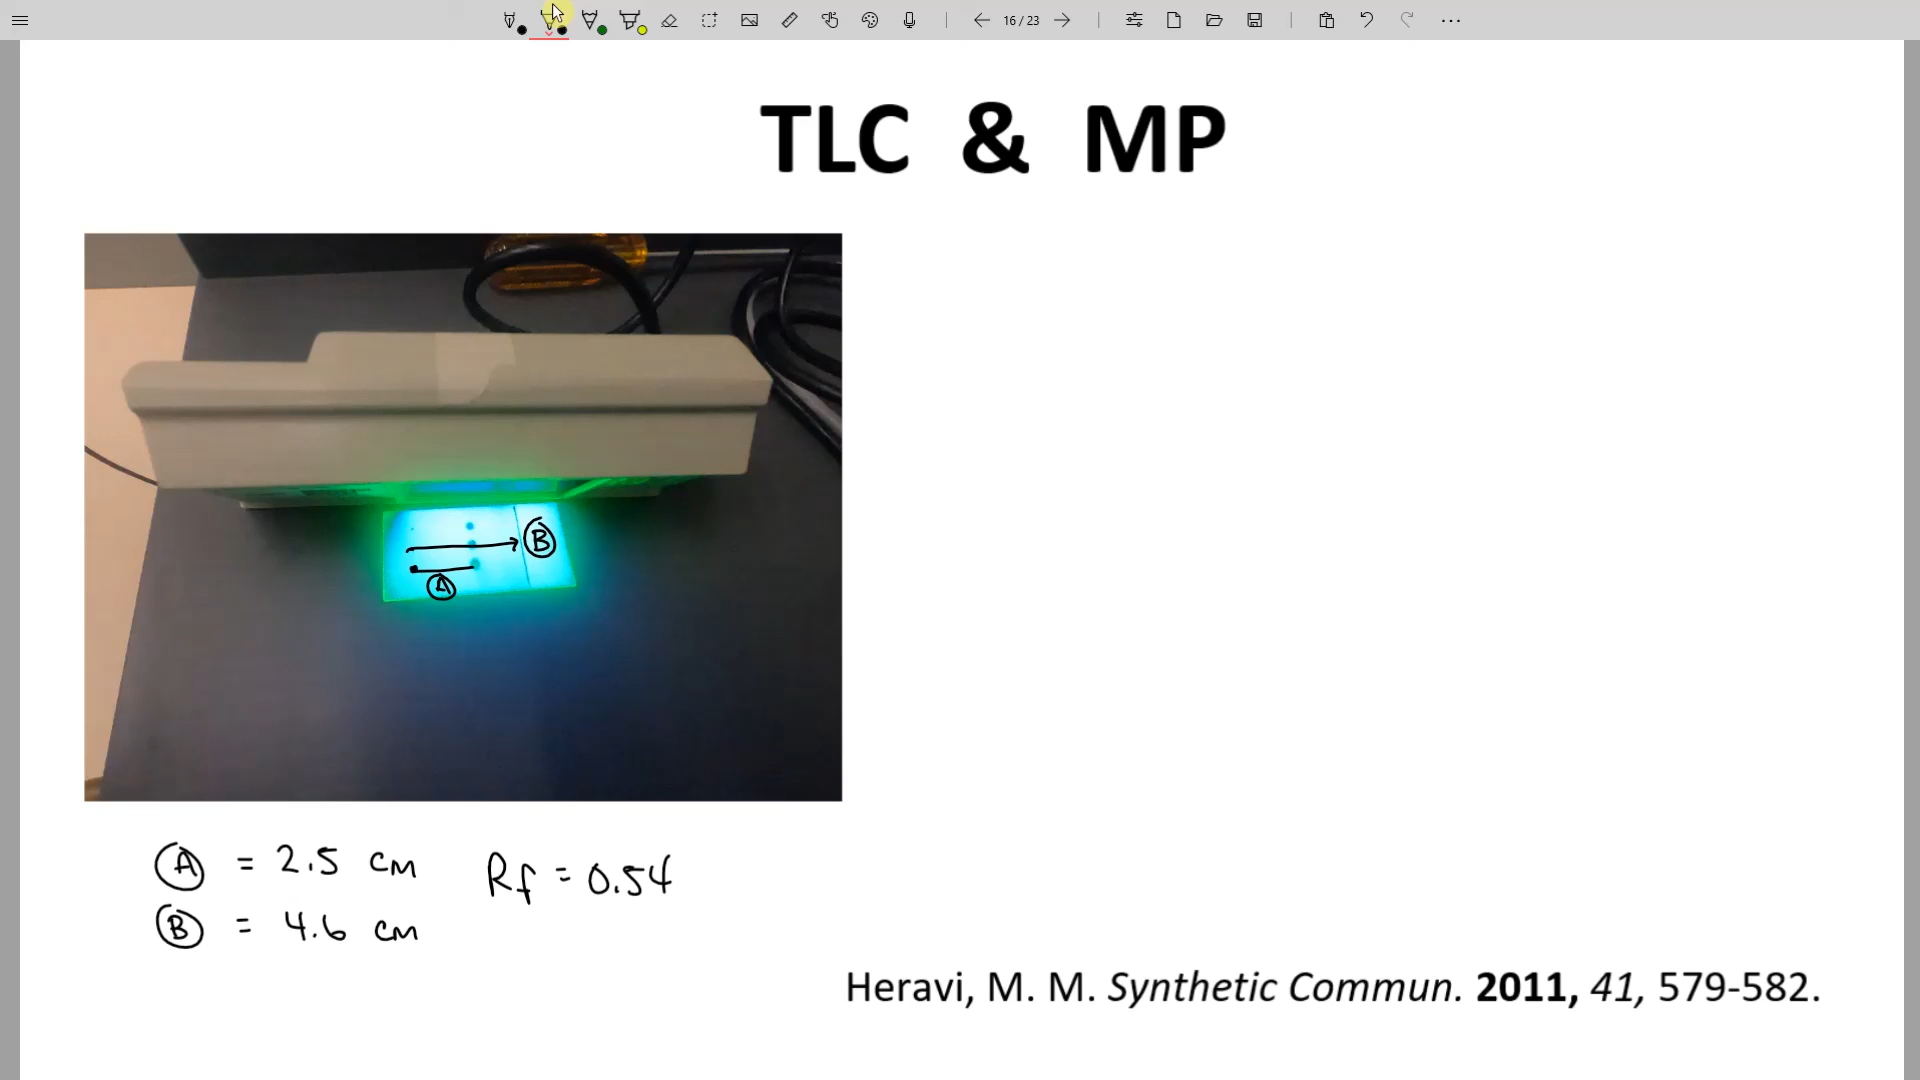 16 / 23
TLC & MP
B
A
A = 2.5 cm Rf = 0.54
B = 4.6 cm
Heravi, M. M. Synthetic Commun. 2011, 41, 579-582.